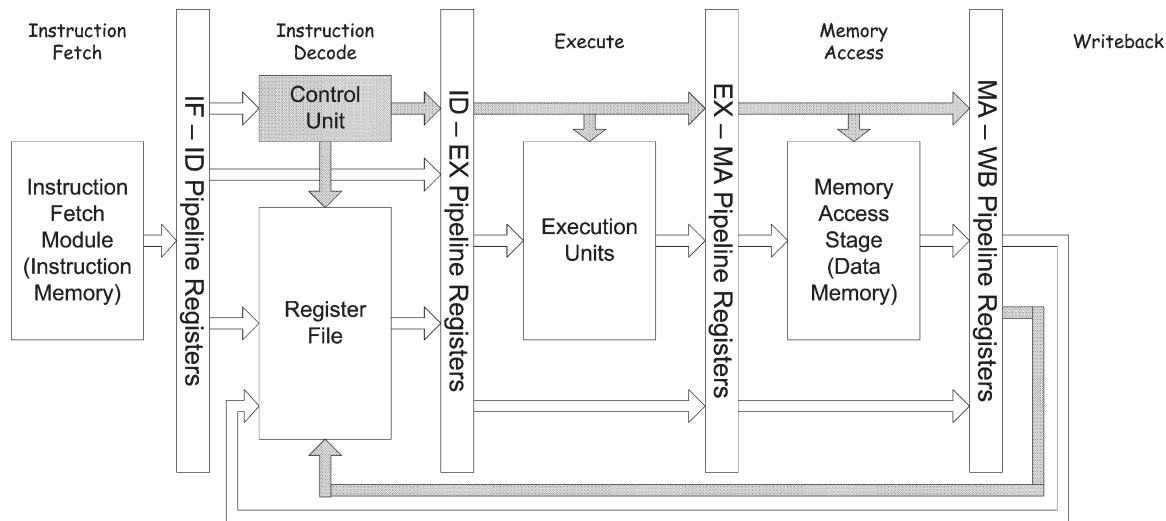 Instruction
Fetch
Instruction
Decode
Execute
Memory
Access
Writeback
IF – ID Pipeline Registers
Control
Unit
ID – EX Pipeline Registers
EX – MA Pipeline Registers
MA – WB Pipeline Registers
Instruction
Fetch
Module
(Instruction
Memory)
Register
File
Execution
Units
Memory
Access
Stage
(Data
Memory)